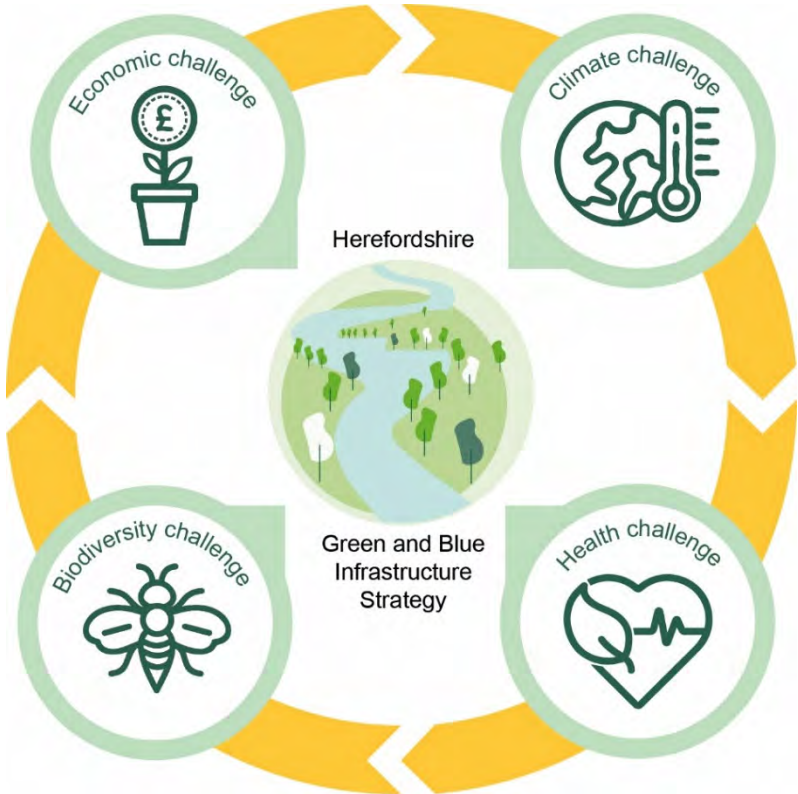 Economic challenge
£
Climate challenge
Herefordshire
Green and Blue
Infrastructure
Strategy
Biodiversity challenge
Health challenge